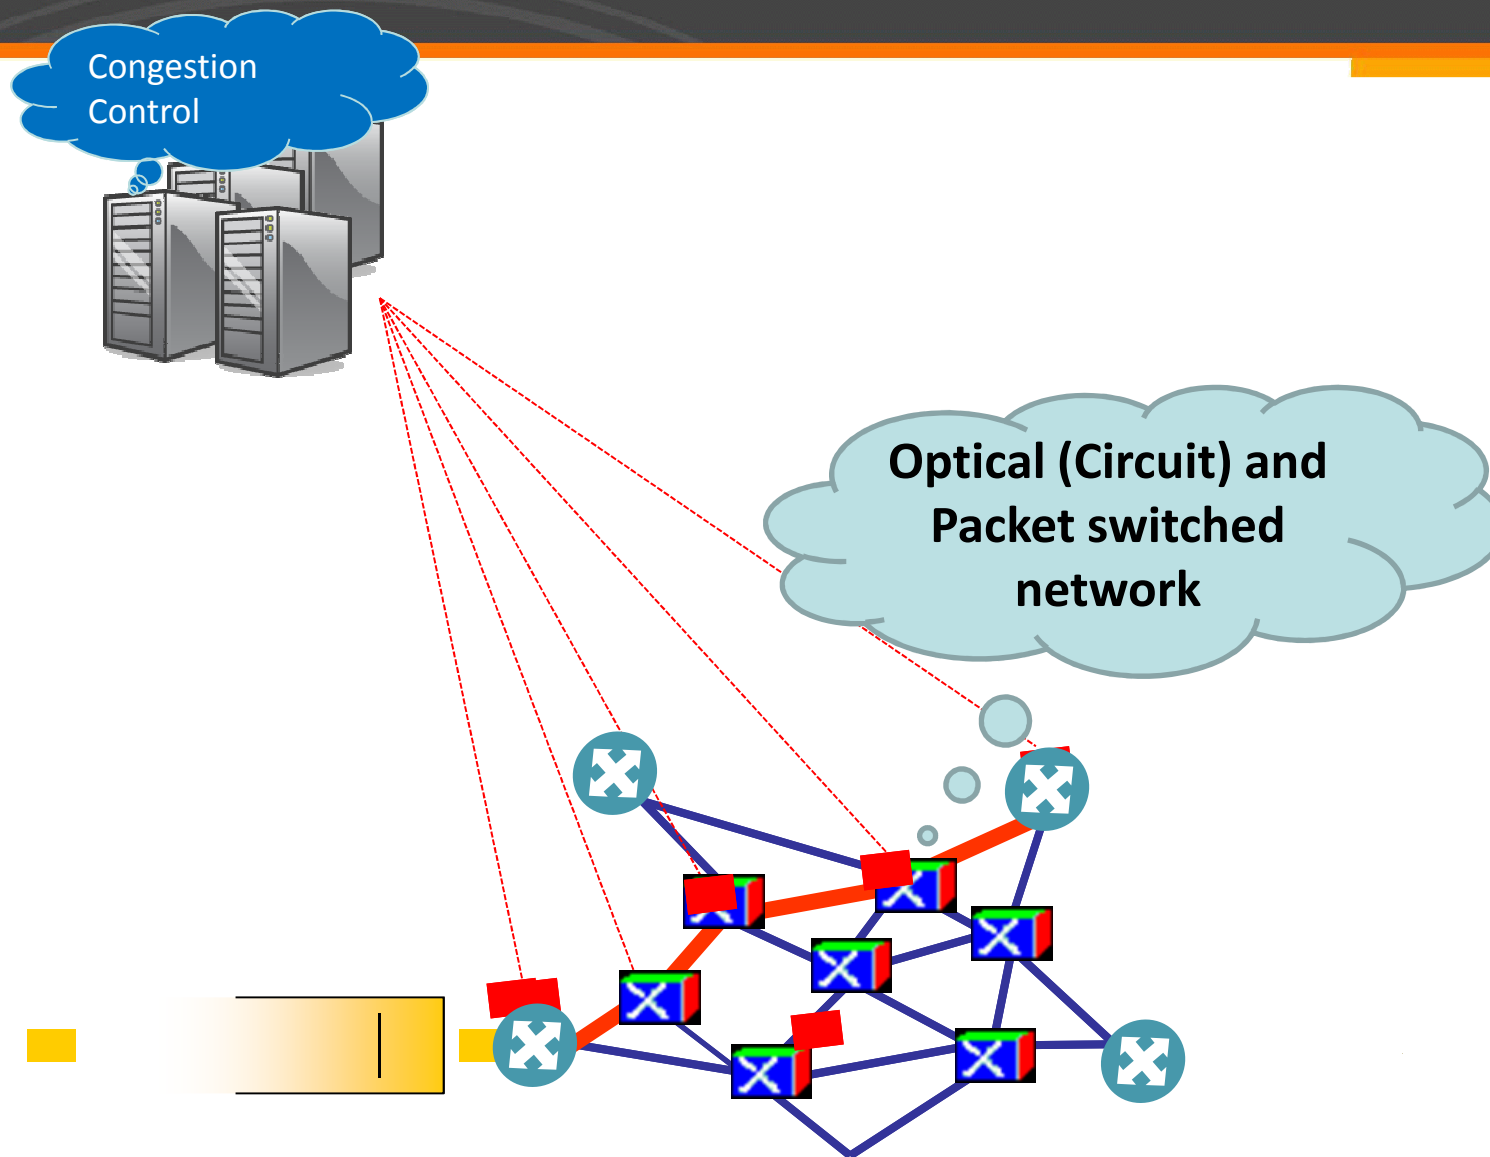 Congestion
Control
Optical (Circuit) and
Packet switched
network